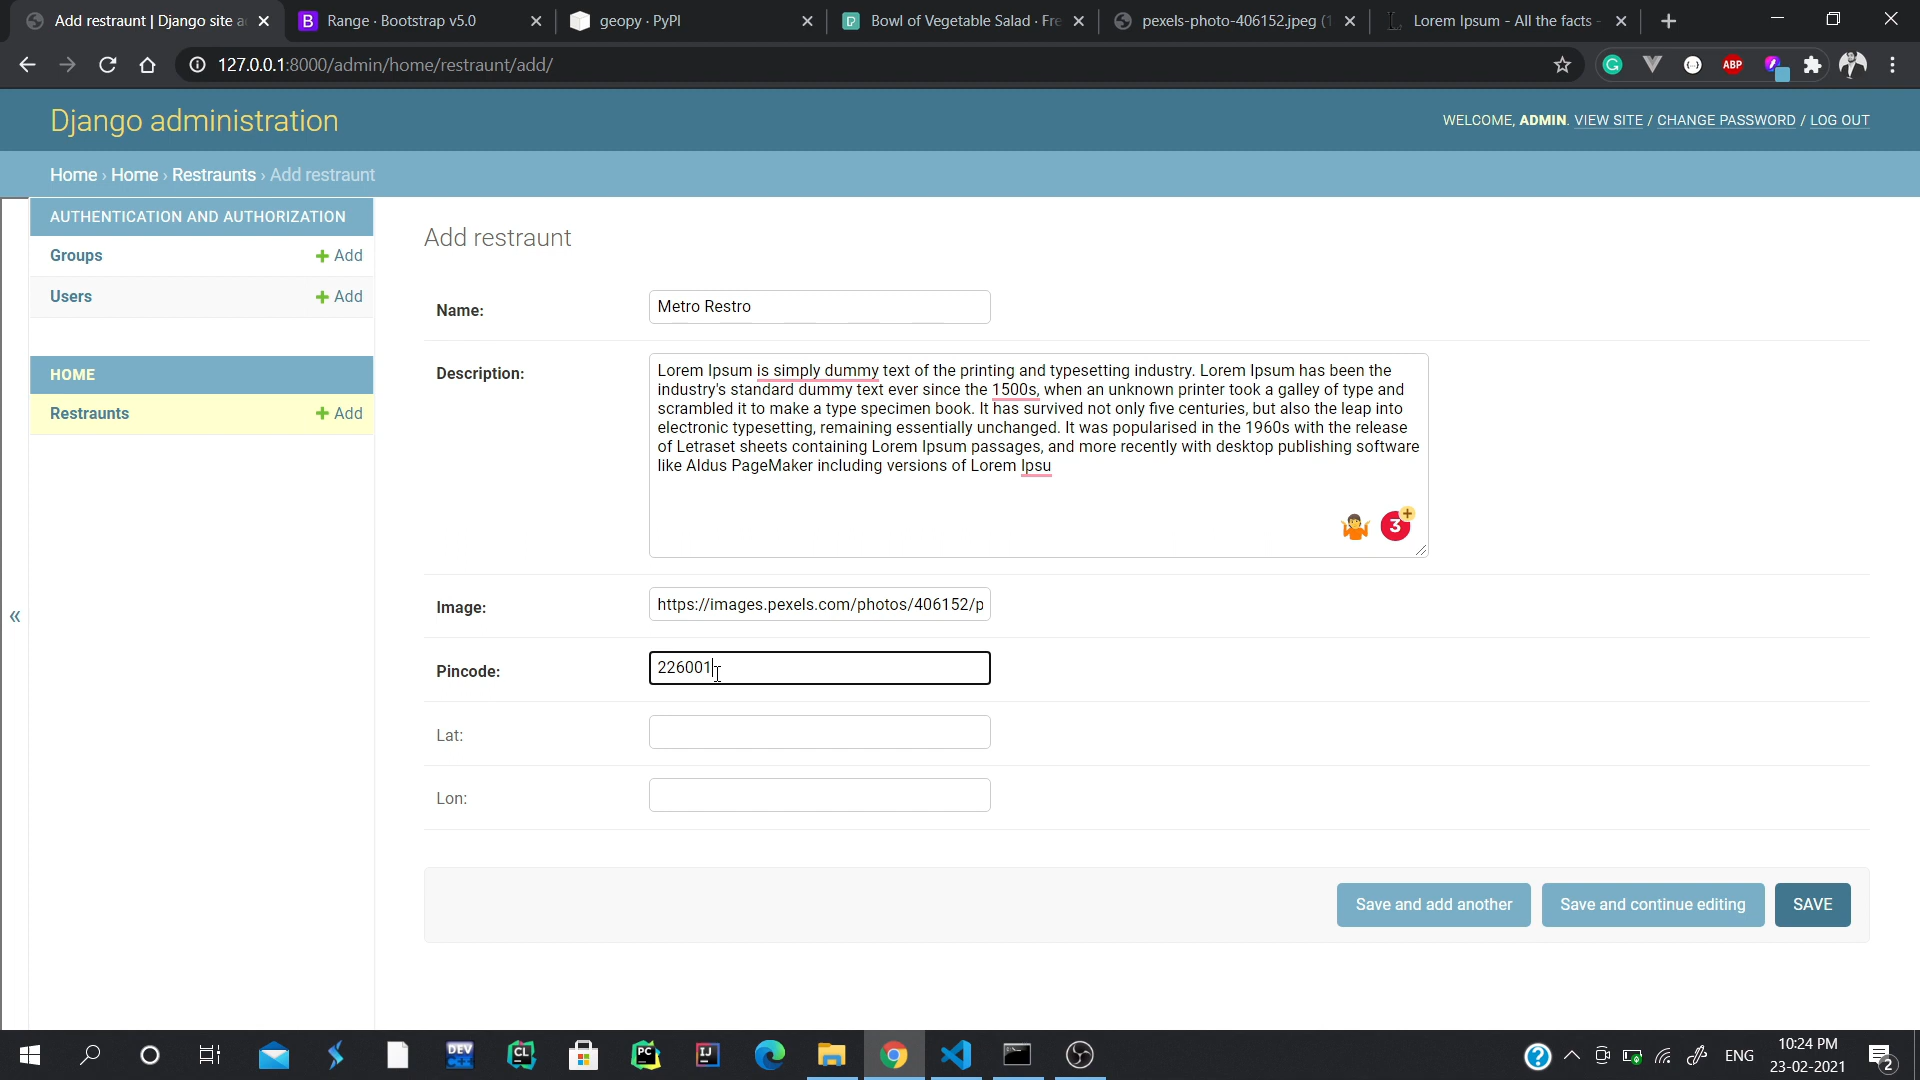 Add restraunt | Django site a
Range · Bootstrap v5.0
geopy · PyPI
Bowl of Vegetable Salad · Fre
pexels-photo-406152.jpeg (1
Lorem Ipsum - All the facts -
127.0.0.1:8000/admin/home/restraunt/add/
ABP
Django administration
WELCOME, ADMIN. VIEW SITE / CHANGE PASSWORD / LOG OUT
Home › Home › Restraunts › Add restraunt
AUTHENTICATION AND AUTHORIZATION
Groups + Add
Users + Add
HOME
Restraunts + Add
«
Add restraunt
Name: Metro Restro
Description:
Lorem Ipsum is simply dummy text of the printing and typesetting industry. Lorem Ipsum has been the
industry's standard dummy text ever since the 1500s, when an unknown printer took a galley of type and
scrambled it to make a type specimen book. It has survived not only five centuries, but also the leap into
electronic typesetting, remaining essentially unchanged. It was popularised in the 1960s with the release
of Letraset sheets containing Lorem Ipsum passages, and more recently with desktop publishing software
like Aldus PageMaker including versions of Lorem Ipsu
3
Image: https://images.pexels.com/photos/406152/p
Pincode: 226001
Lat:
Lon:
Save and add another
Save and continue editing
SAVE
DEV
CL
PC
IJ
ENG
10:24 PM
23-02-2021
2